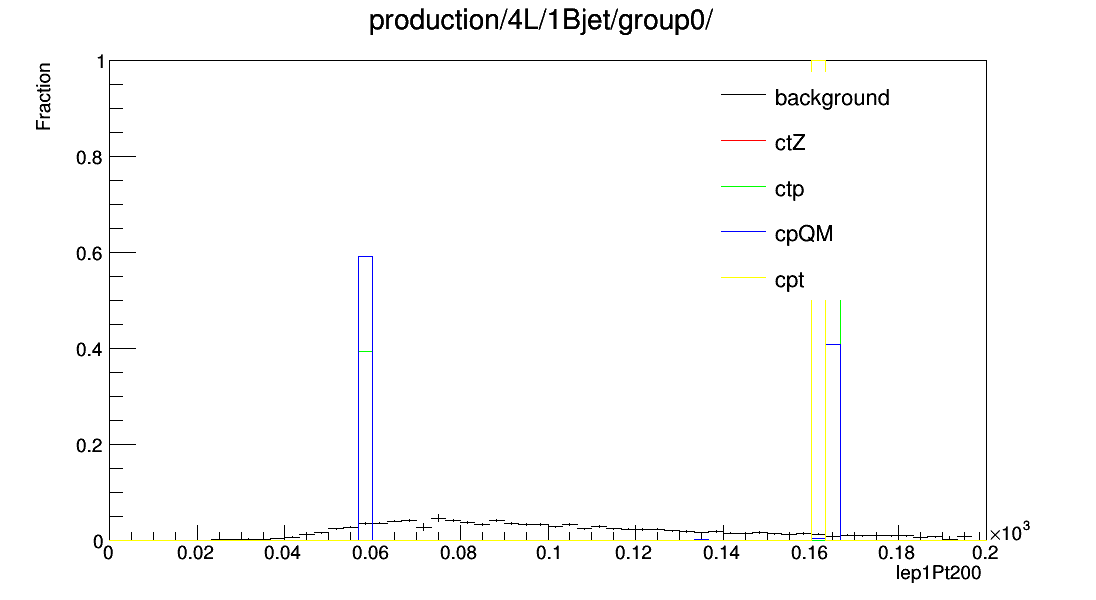 production/4L/1Bjet/group0/
Fraction
1
0.8
0.6
0.4
0.2
0
background
ctZ
ctp
cpQM
cpt
0 0.02 0.04 0.06 0.08 0.1 0.12 0.14 0.16 0.18 0.2
×10³
lep1Pt200